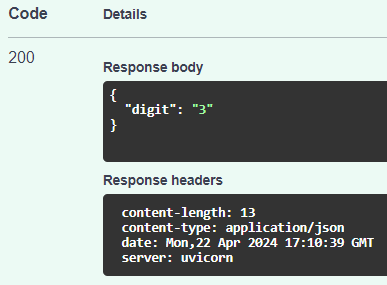 Code Details
200
Response body
{
"digit": "3"
}
Response headers
content-length: 13
content-type: application/json
date: Mon,22 Apr 2024 17:10:39 GMT
server: uvicorn